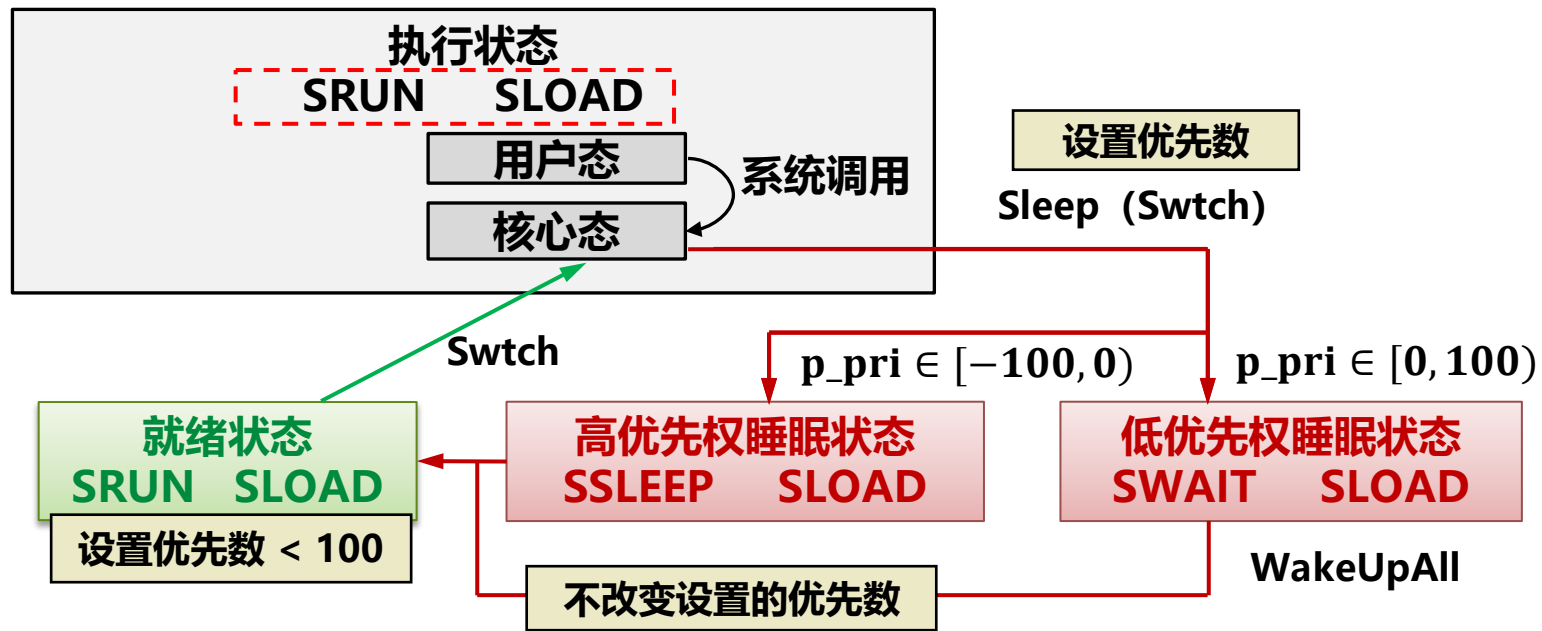 执行状态
SRUN SLOAD
用户态
系统调用
核心态
设置优先数
Sleep（Swtch）
Swtch
p_pri ∈ [−100, 0)
p_pri ∈ [0, 100)
就绪状态
SRUN SLOAD
设置优先数 < 100
高优先权睡眠状态
SSLEEP SLOAD
低优先权睡眠状态
SWAIT SLOAD
不改变设置的优先数
WakeUpAll